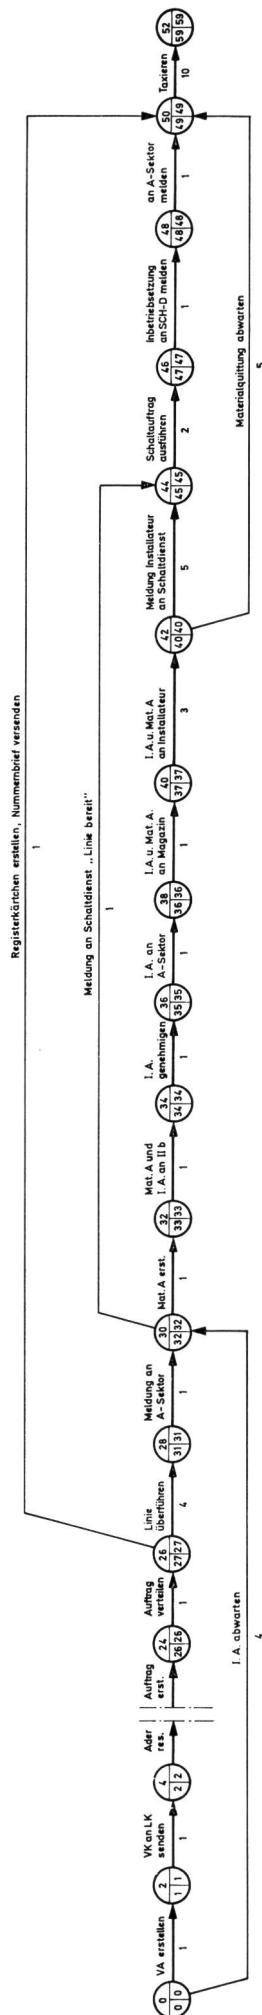 Registerkärtchen erstellen, Nummernbrief versenden
1
Meldung an Schaltdienst „Linie bereit"
1
0
0 0
VA erstellen
1
2
1 1
VK an LK
senden
1
4
2 2
Ader
res.
Auftrag
erst.
24
26 26
Auftrag
verteilen
1
26
27 27
Linie
überführen
4
28
31 31
Meldung an
A-Sektor
1
30
32 32
Mat. A erst.
1
32
33 33
Mat. A und
I. A. an II b
1
34
34 34
I. A.
genehmigen
1
36
35 35
I. A. an
A-Sektor
1
38
36 36
I. A. u. Mat. A.
an Magazin
1
40
37 37
I. A. u. Mat. A
an Installateur
3
42
40 40
Meldung Installateur
an Schaltdienst
5
44
45 45
Schaltauftrag
ausführen
2
46
47 47
Inbetriebsetzung
an SCH-D melden
1
48
48 48
an A-Sektor
melden
1
50
49 49
Taxieren
10
52
59 59
I. A. abwarten
4
Materialquittung abwarten
5